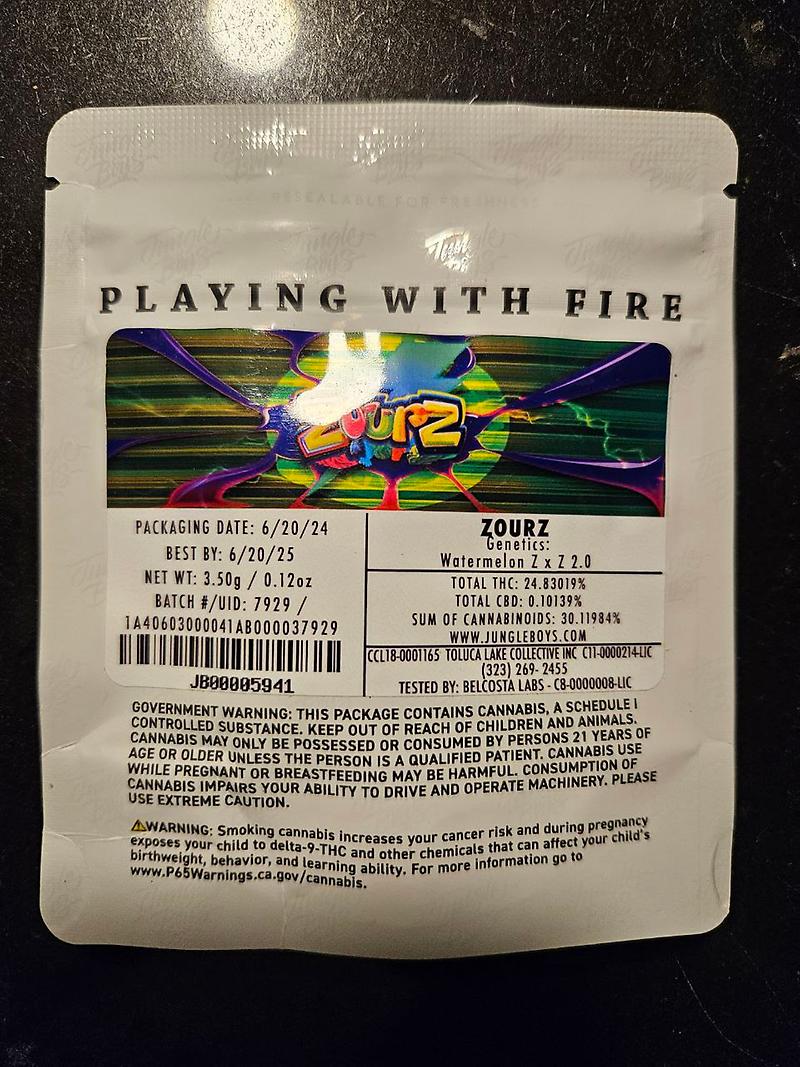 RESEALABLE FOR FRESHNESS
Jungle Boys
PLAYING WITH FIRE
ZOURZ
PACKAGING DATE: 6/20/24
BEST BY: 6/20/25
NET WT: 3.50g / 0.12oz
BATCH #/UID: 7929 /
1A40603000041AB000037929
JB00005941
ZOURZ
Genetics:
Watermelon Z x Z 2.0
TOTAL THC: 24.83019%
TOTAL CBD: 0.10139%
SUM OF CANNABINOIDS: 30.11984%
WWW.JUNGLEBOYS.COM
CCL18-0001165 TOLUCA LAKE COLLECTIVE INC C11-0000214-LIC
(323) 269- 2455
TESTED BY: BELCOSTA LABS - C8-0000008-LIC
GOVERNMENT WARNING: THIS PACKAGE CONTAINS CANNABIS, A SCHEDULE I
CONTROLLED SUBSTANCE. KEEP OUT OF REACH OF CHILDREN AND ANIMALS.
CANNABIS MAY ONLY BE POSSESSED OR CONSUMED BY PERSONS 21 YEARS OF
AGE OR OLDER UNLESS THE PERSON IS A QUALIFIED PATIENT. CANNABIS USE
WHILE PREGNANT OR BREASTFEEDING MAY BE HARMFUL. CONSUMPTION OF
CANNABIS IMPAIRS YOUR ABILITY TO DRIVE AND OPERATE MACHINERY. PLEASE
USE EXTREME CAUTION.
⚠WARNING: Smoking cannabis increases your cancer risk and during pregnancy
exposes your child to delta-9-THC and other chemicals that can affect your child's
birthweight, behavior, and learning ability. For more information go to
www.P65Warnings.ca.gov/cannabis.